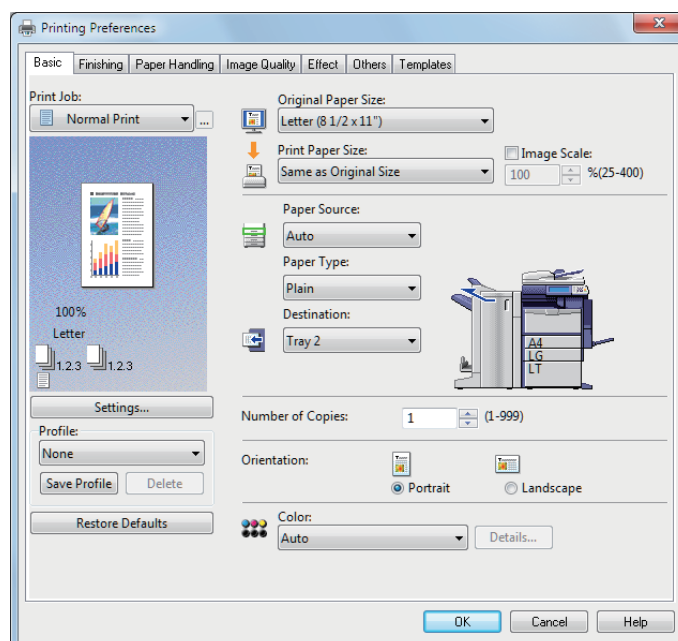 Printing Preferences
Basic Finishing Paper Handling Image Quality Effect Others Templates
Print Job:
Normal Print ...
100%
Letter
1.2.3 1.2.3
Settings...
Profile:
None
Save Profile Delete
Restore Defaults
Original Paper Size:
Letter (8 1/2 x 11")
Print Paper Size:
Same as Original Size
Image Scale:
100 %(25-400)
Paper Source:
Auto
Paper Type:
Plain
Destination:
Tray 2
A4
LG
LT
Number of Copies: 1 (1-999)
Orientation:
Portrait Landscape
Color:
Auto Details...
OK Cancel Help